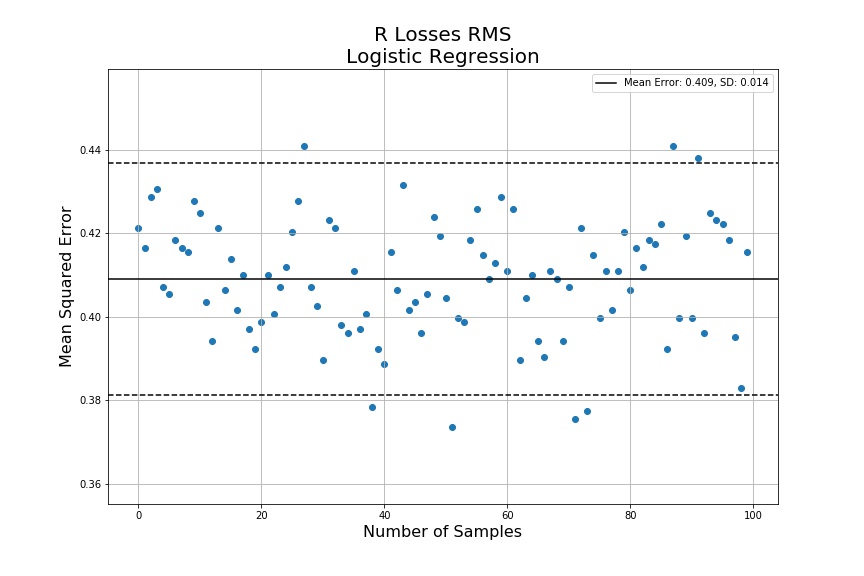 R Losses RMS
Logistic Regression
Mean Error: 0.409, SD: 0.014
Mean Squared Error
0.44
0.42
0.40
0.38
0.36
0
20
40
60
80
100
Number of Samples